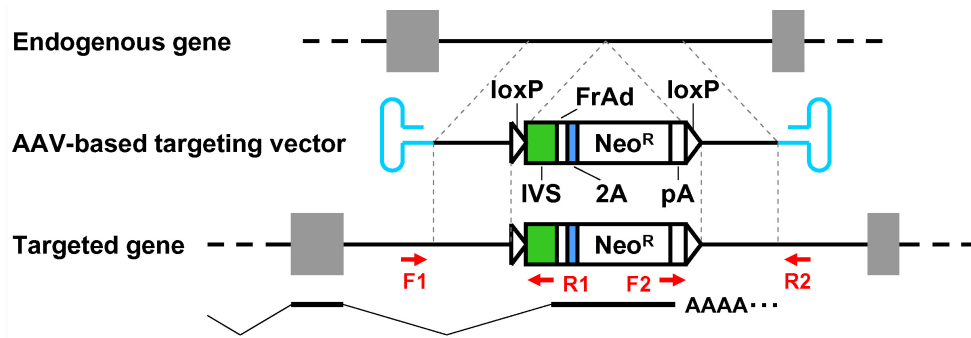 Endogenous gene
loxP loxP
FrAd
AAV-based targeting vector
Neoᴿ
IVS 2A pA
Targeted gene
Neoᴿ
F1 R1 F2 R2
AAAA···